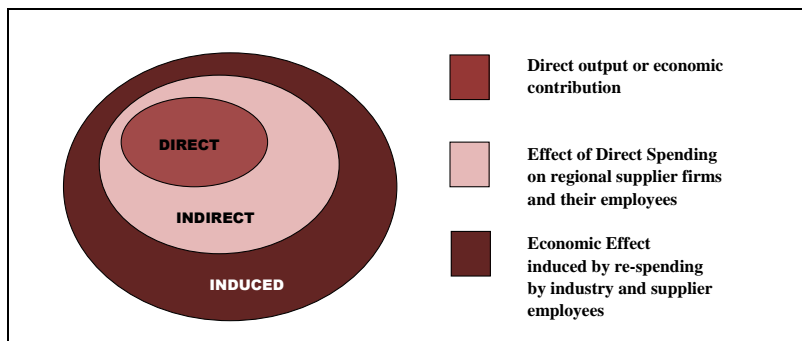 DIRECT
INDIRECT
INDUCED
Direct output or economic
contribution
Effect of Direct Spending
on regional supplier firms
and their employees
Economic Effect
induced by re-spending
by industry and supplier
employees